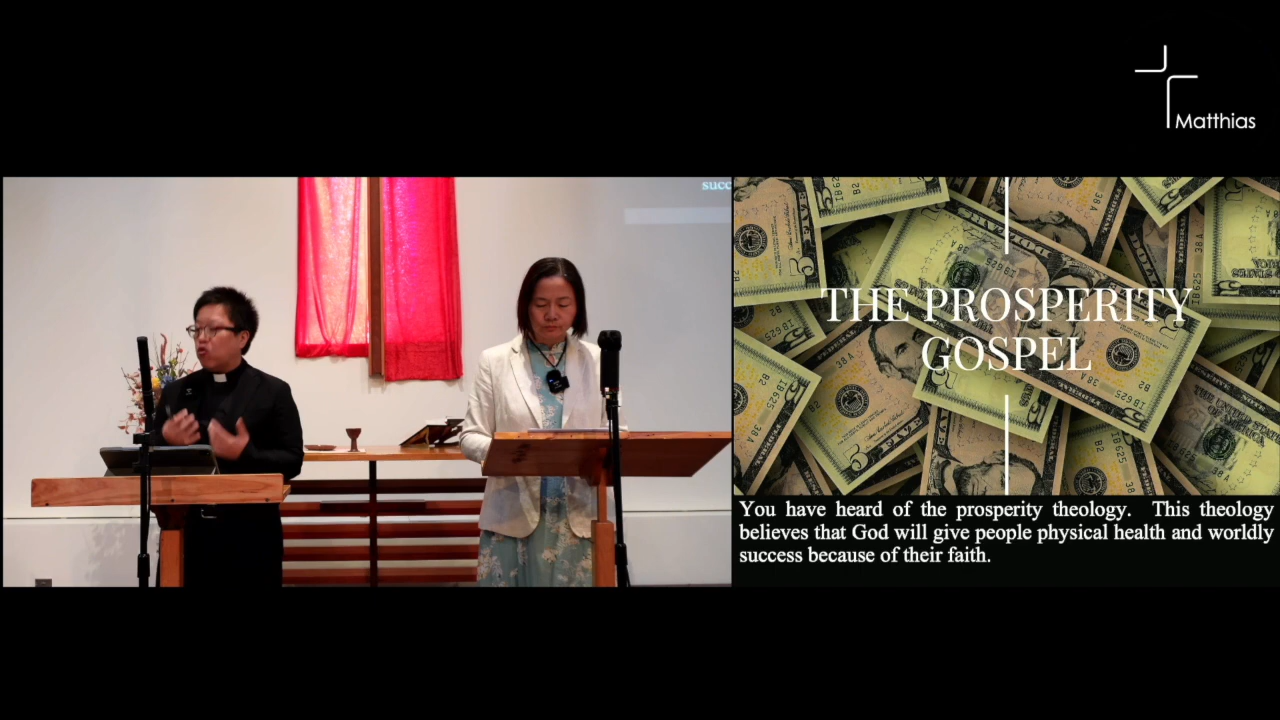 Matthias
succ
THE PROSPERITY
GOSPEL
You have heard of the prosperity theology. This theology
believes that God will give people physical health and worldly
success because of their faith.